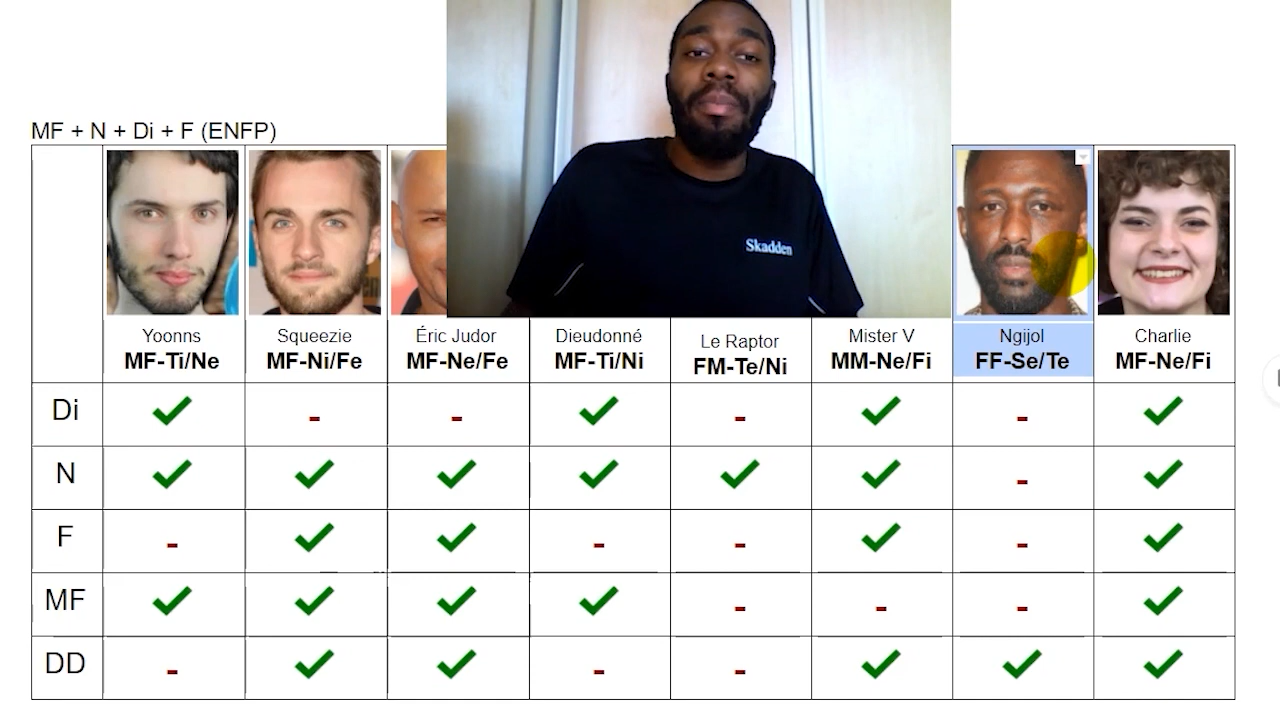 MF + N + Di + F (ENFP)
Skadden
Yoonns
MF-Ti/Ne
Squeezie
MF-Ni/Fe
Éric Judor
MF-Ne/Fe
Dieudonné
MF-Ti/Ni
Le Raptor
FM-Te/Ni
Mister V
MM-Ne/Fi
Ngijol
FF-Se/Te
Charlie
MF-Ne/Fi
Di - - - -
N -
F - - - -
MF - - -
DD - - -